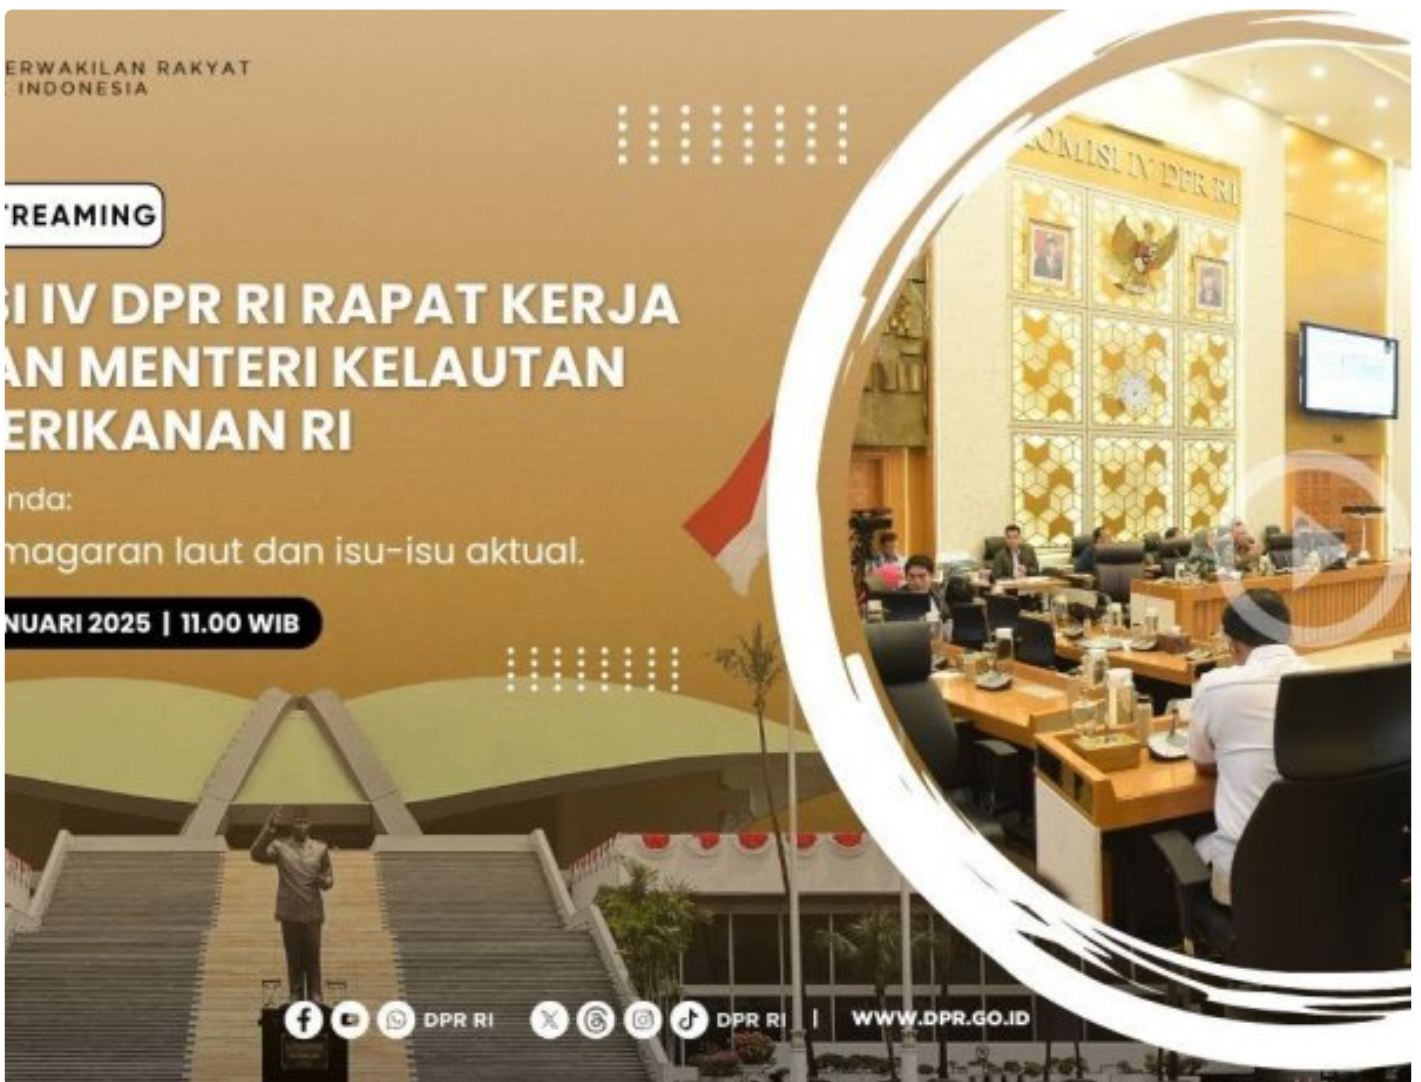 ERWAKILAN RAKYAT
INDONESIA
TREAMING
SI IV DPR RI RAPAT KERJA
AN MENTERI KELAUTAN
ERIKANAN RI
nda:
magaran laut dan isu-isu aktual.
NUARI 2025 | 11.00 WIB
KOMISI IV DPR RI
DPR RI
DPR RI | WWW.DPR.GO.ID